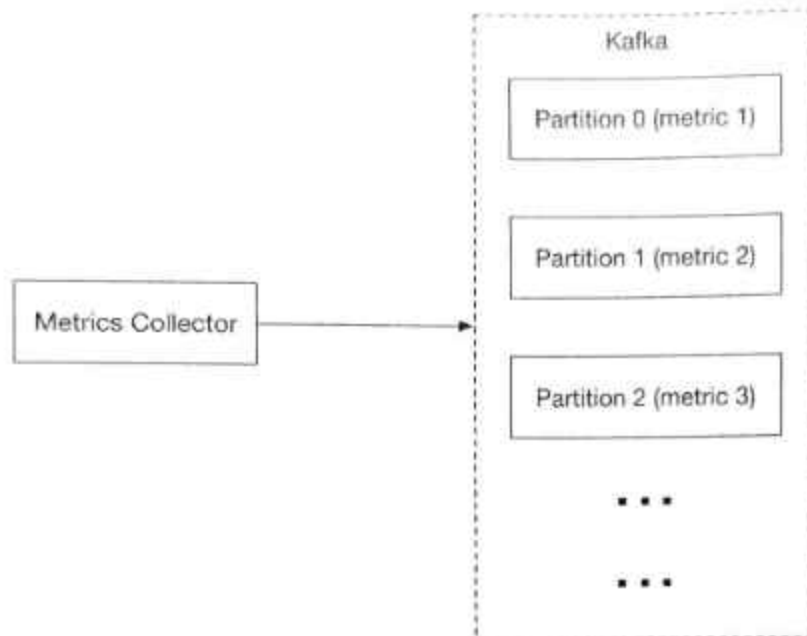 Kafka
Partition 0 (metric 1)
Partition 1 (metric 2)
Metrics Collector
Partition 2 (metric 3)
...
...